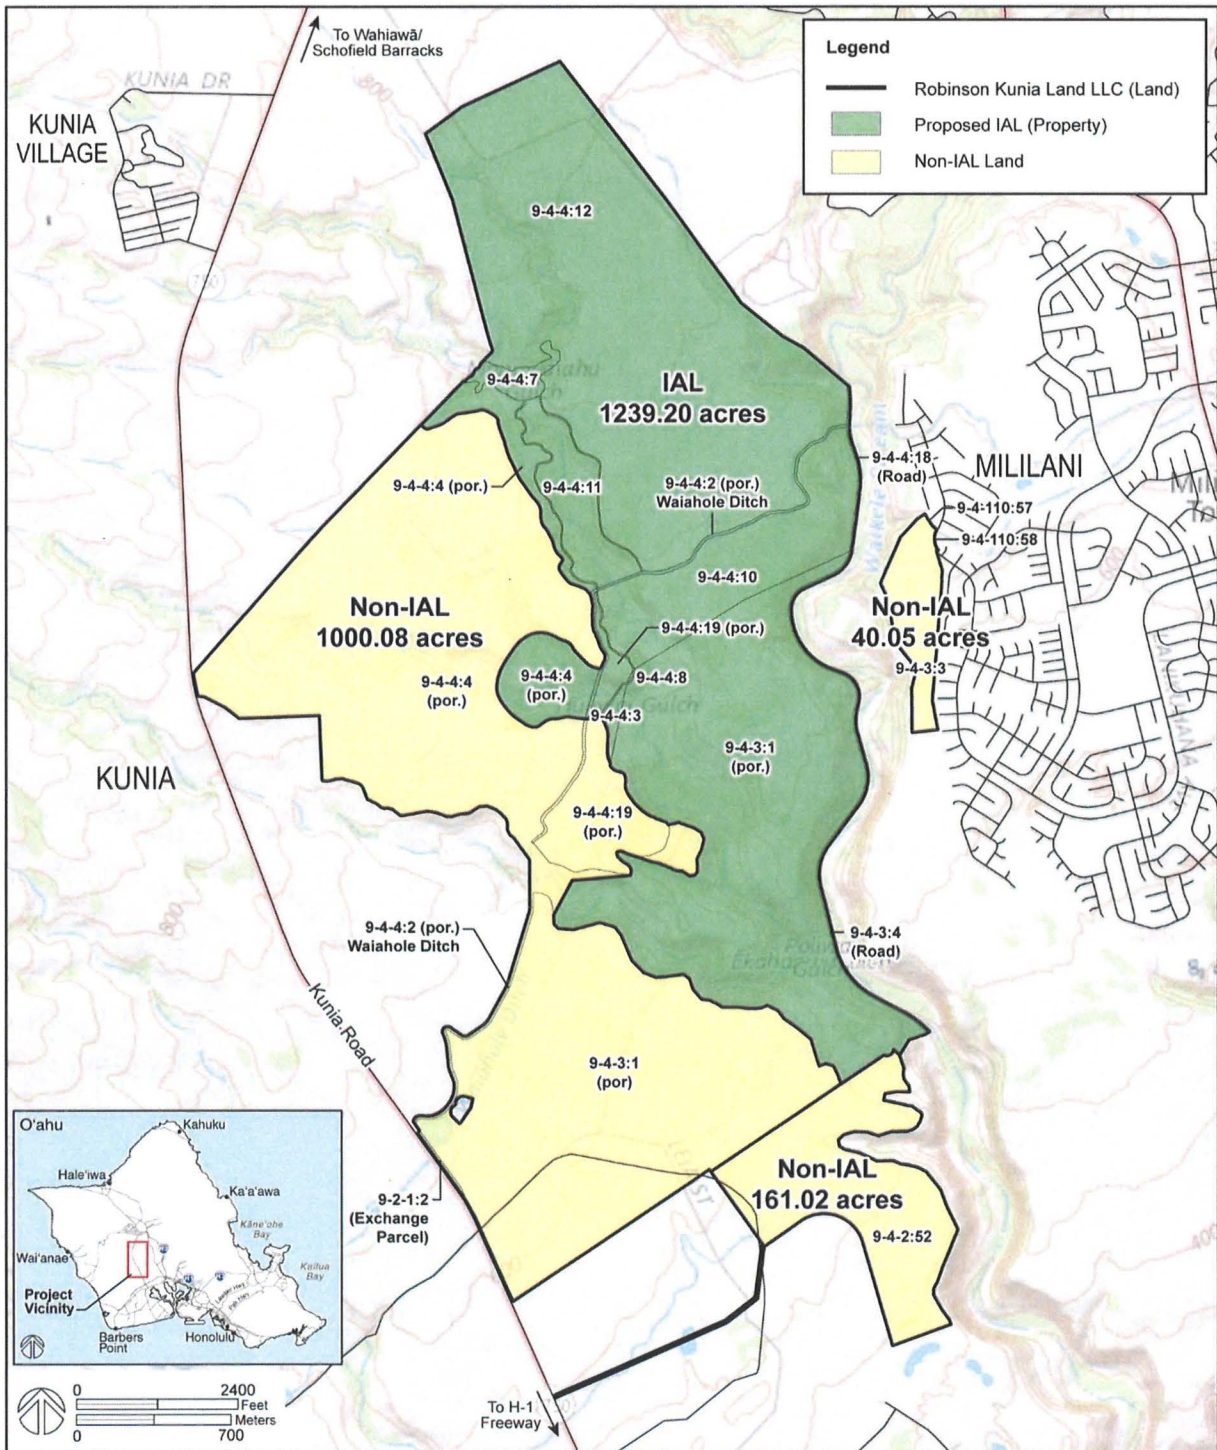 To Wahiawā/
Schofield Barracks
KUNIA DR
800
KUNIA
VILLAGE
Legend
Robinson Kunia Land LLC (Land)
Proposed IAL (Property)
Non-IAL Land
9-4-4:12
9-4-4:7
IAL
1239.20 acres
9-4-4:4 (por.)
9-4-4:11
9-4-4:2 (por.)
Waiahole Ditch
9-4-4:18
(Road)
MILILANI
9-4-110:57
9-4-110:58
9-4-4:10
Non-IAL
1000.08 acres
9-4-4:19 (por.)
Non-IAL
40.05 acres
9-4-3:3
9-4-4:4
(por.)
9-4-4:4
(por.)
9-4-4:8
9-4-4:3
Gulch
9-4-3:1
(por.)
KUNIA
9-4-4:19
(por.)
800
9-4-4:2 (por.)
Waiahole Ditch
9-4-3:4
(Road)
Kunia Road
9-4-3:1
(por)
Non-IAL
161.02 acres
9-4-2:52
9-2-1:2
(Exchange
Parcel)
400
O'ahu
Kahuku
Hale'iwa
Ka'a'awa
Kāne'ohe
Bay
Wai'anae
Kailua
Bay
Project
Vicinity
Barbers
Point
Honolulu
0 2400
Feet
Meters
0 700
To H-1
Freeway